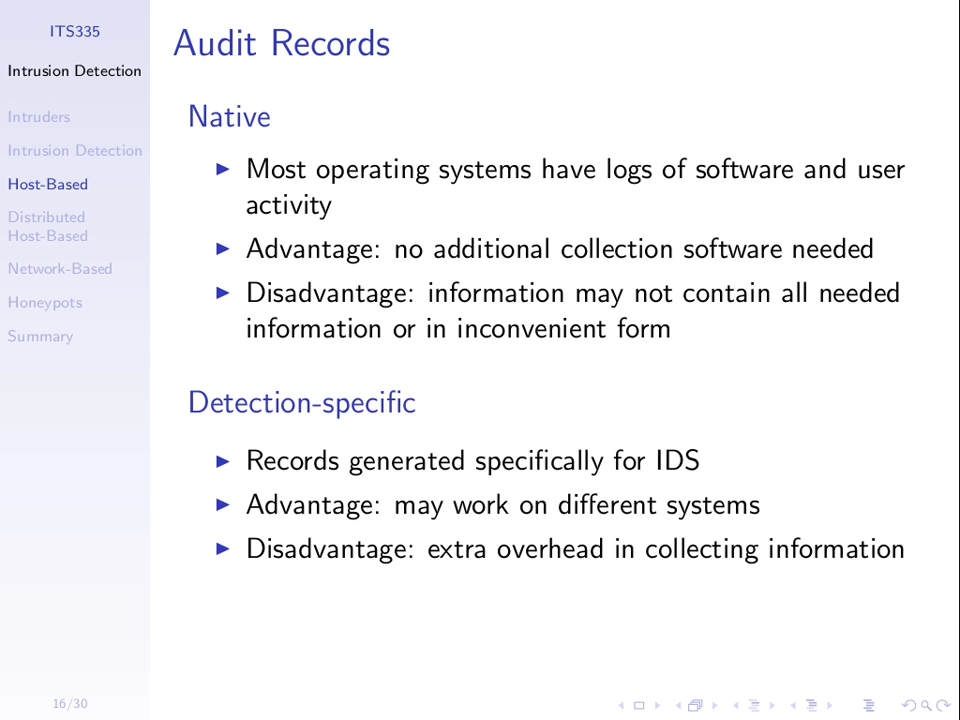 ITS335
Intrusion Detection
Intruders
Intrusion Detection
Host-Based
Distributed
Host-Based
Network-Based
Honeypots
Summary
16/30
Audit Records
Native
Most operating systems have logs of software and user
activity
Advantage: no additional collection software needed
Disadvantage: information may not contain all needed
information or in inconvenient form
Detection-specific
Records generated specifically for IDS
Advantage: may work on different systems
Disadvantage: extra overhead in collecting information